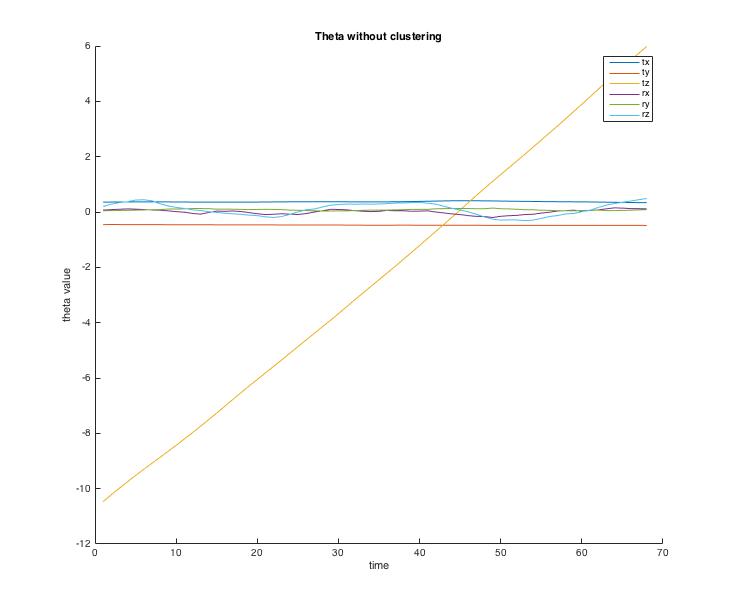 Theta without clustering
6
4
2
0
-2
-4
-6
-8
-10
-12
theta value
tx
ty
tz
rx
ry
rz
0 10 20 30 40 50 60 70
time